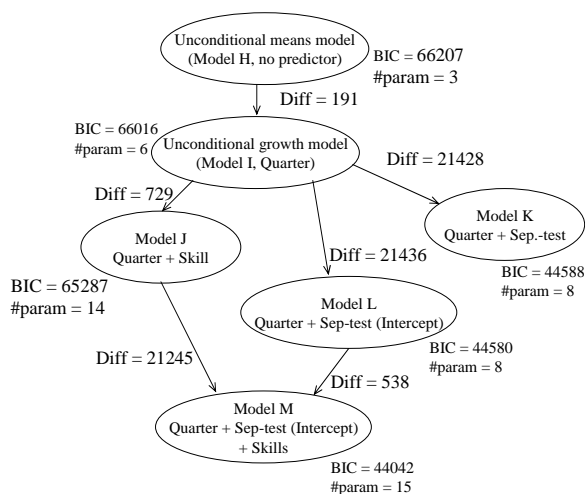 Unconditional means model
(Model H, no predictor)
BIC = 66207
#param = 3
Diff = 191
BIC = 66016
#param = 6
Unconditional growth model
(Model I, Quarter)
Diff = 21428
Diff = 729
Model J
Quarter + Skill
Model K
Quarter + Sep.-test
BIC = 65287
#param = 14
Diff = 21436
BIC = 44588
#param = 8
Model L
Quarter + Sep-test (Intercept)
BIC = 44580
#param = 8
Diff = 21245
Diff = 538
Model M
Quarter + Sep-test (Intercept)
+ Skills
BIC = 44042
#param = 15